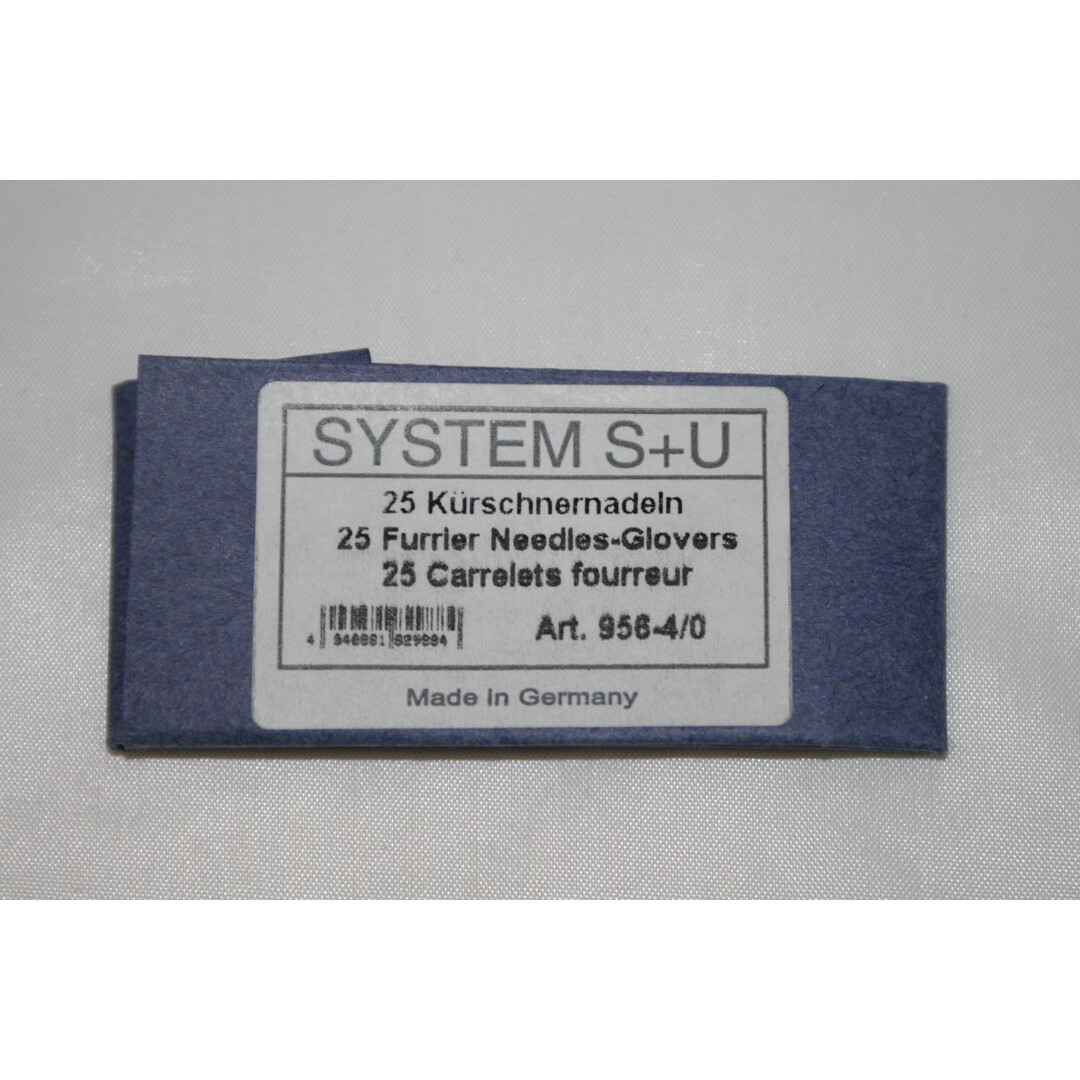 SYSTEM S+U
25 Kürschnernadeln
25 Furrier Needles-Glovers
25 Carrelets fourreur
Art. 956-4/0
Made in Germany